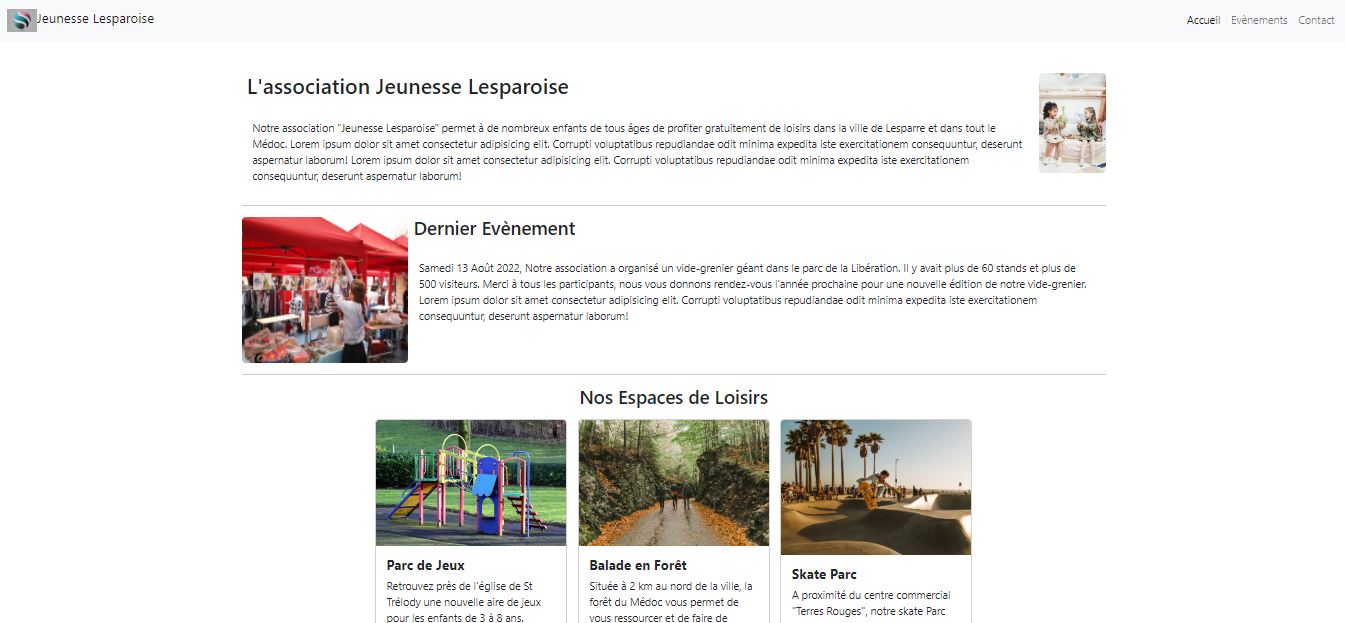 Jeunesse Lesparoise
Accueil Evènements Contact
L'association Jeunesse Lesparoise
Notre association "Jeunesse Lesparoise" permet à de nombreux enfants de tous âges de profiter gratuitement de loisirs dans la ville de Lesparre et dans tout le
Médoc. Lorem ipsum dolor sit amet consectetur adipisicing elit. Corrupti voluptatibus repudiandae odit minima expedita iste exercitationem consequuntur, deserunt
aspernatur laborum! Lorem ipsum dolor sit amet consectetur adipisicing elit. Corrupti voluptatibus repudiandae odit minima expedita iste exercitationem
consequuntur, deserunt aspernatur laborum!
Dernier Evènement
Samedi 13 Août 2022, Notre association a organisé un vide-grenier géant dans le parc de la Libération. Il y avait plus de 60 stands et plus de
500 visiteurs. Merci à tous les participants, nous vous donnons rendez-vous l'année prochaine pour une nouvelle édition de notre vide-grenier.
Lorem ipsum dolor sit amet consectetur adipisicing elit. Corrupti voluptatibus repudiandae odit minima expedita iste exercitationem
consequuntur, deserunt aspernatur laborum!
Nos Espaces de Loisirs
Parc de Jeux
Retrouvez près de l'église de St
Trélody une nouvelle aire de jeux
pour les enfants de 3 à 8 ans.
Balade en Forêt
Située à 2 km au nord de la ville, la
forêt du Médoc vous permet de
vous ressourcer et de faire de
Skate Parc
A proximité du centre commercial
"Terres Rouges", notre skate Parc